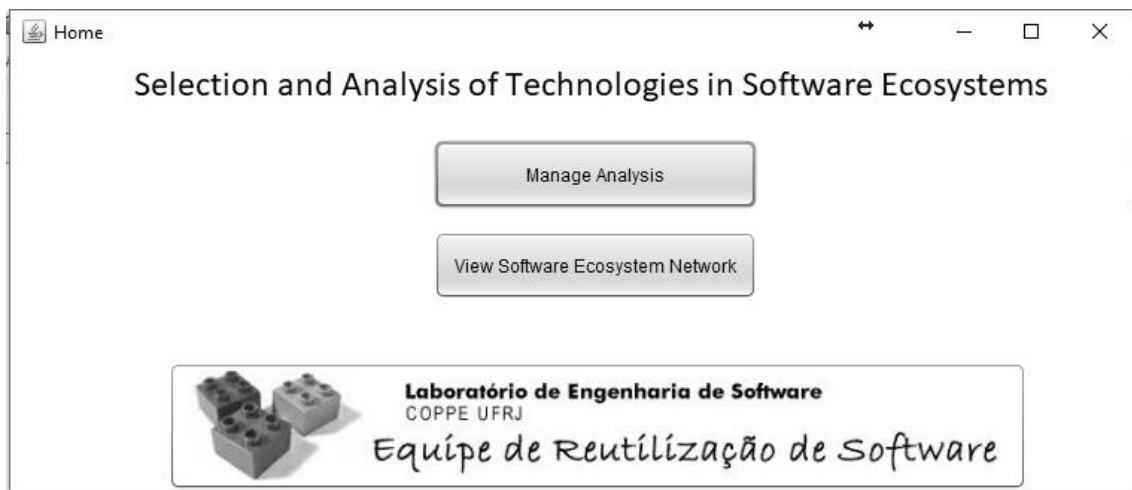 Home
Selection and Analysis of Technologies in Software Ecosystems
Manage Analysis
View Software Ecosystem Network
Laboratório de Engenharia de Software
COPPE UFRJ
Equipe de Reutilização de Software